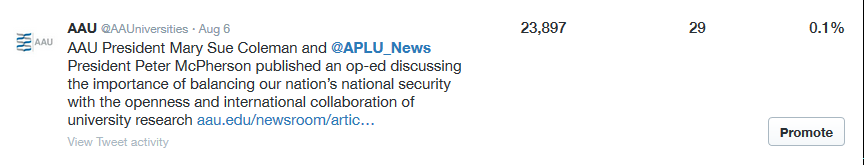 AAU @AAUniversities · Aug 6 23,897 29 0.1%
AAU
AAU President Mary Sue Coleman and @APLU_News
President Peter McPherson published an op-ed discussing
the importance of balancing our nation's national security
with the openness and international collaboration of
university research aau.edu/newsroom/artic…
View Tweet activity
Promote